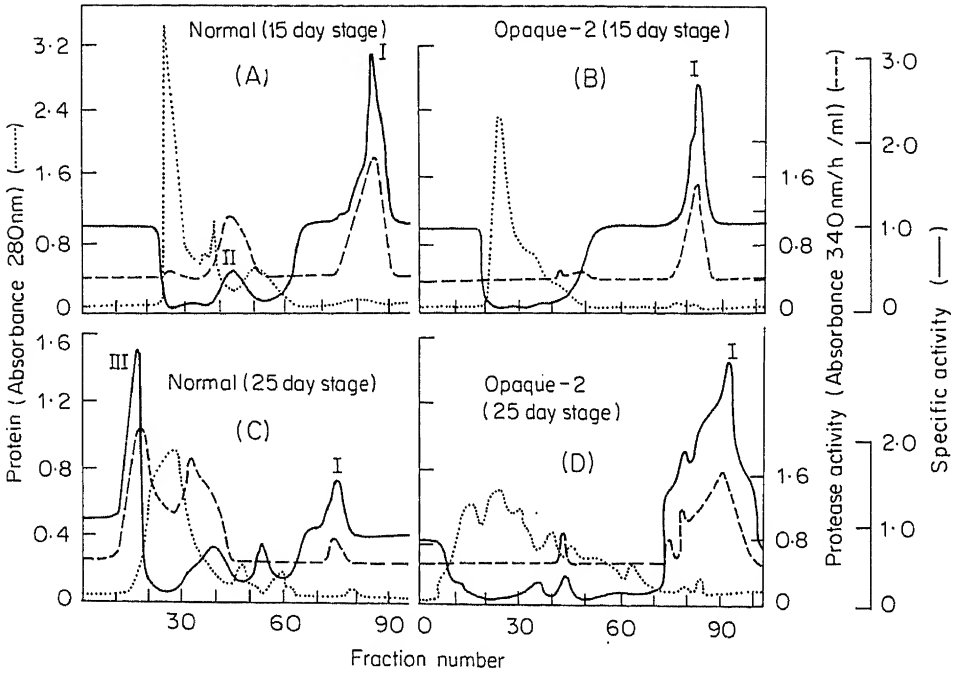 Normal (15 day stage)
I
(A)
II
3·2
2·4
1·6
0·8
0
Protein (Absorbance 280nm) (......)
Opaque-2 (15 day stage)
I
(B)
1·6
0·8
0
Protease activity (Absorbance 340nm/h /ml) (---)
3·0
2·0
1·0
0
Specific activity (——)
III
Normal (25 day stage)
(C)
I
1·6
1·2
0·8
0·4
0
30
60
90
Opaque-2
(25 day stage)
(D)
I
1·6
0·8
0
2·0
1·0
0
0
30
60
90
Fraction number